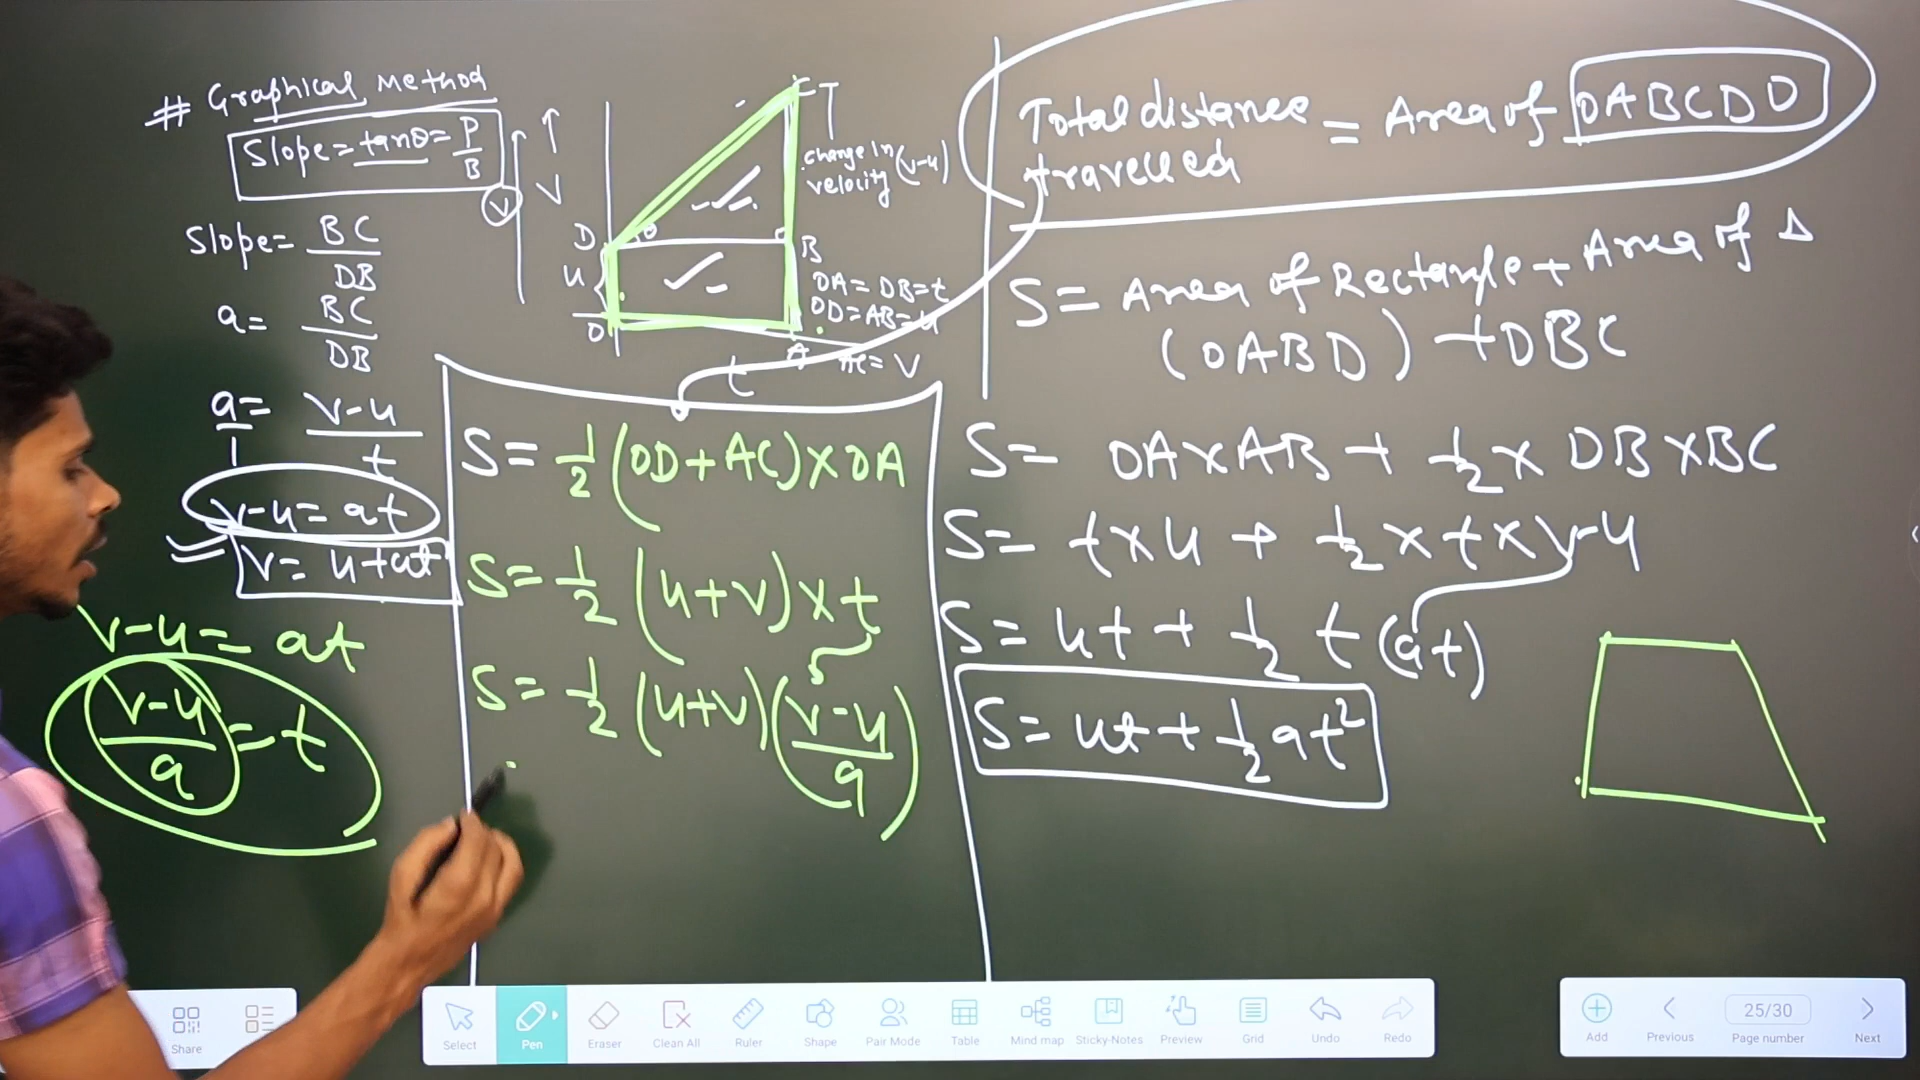 # Graphical Method
Slope = tanθ = P/B
V
V
Slope = BC/DB
a = BC/DB
a/1 = v-u/t
v-u = at
v = u+at
v-u = at
v-u/a = t
C
change in velocity (v-u)
D
θ
B
u
OA = DB = t
OD = AB = u
O
A
AC = V
t
S = 1/2 (OD + AC) × OA
S = 1/2 (u+v) × t
S = 1/2 (u+v) (v-u/a)
Total distance travelled = Area of OABCDO
S = Area of Rectangle + Area of Δ
(OABD) + DBC
S = OA×AB + 1/2 × DB×BC
S = t×u + 1/2 × t × v-u
S = ut + 1/2 t (at)
S = ut + 1/2 at²
Share
Select
Pen
Eraser
Clean All
Ruler
Shape
Pair Mode
Table
Mind map
Sticky-Notes
Preview
Grid
Undo
Redo
Add
Previous
25/30
Page number
Next